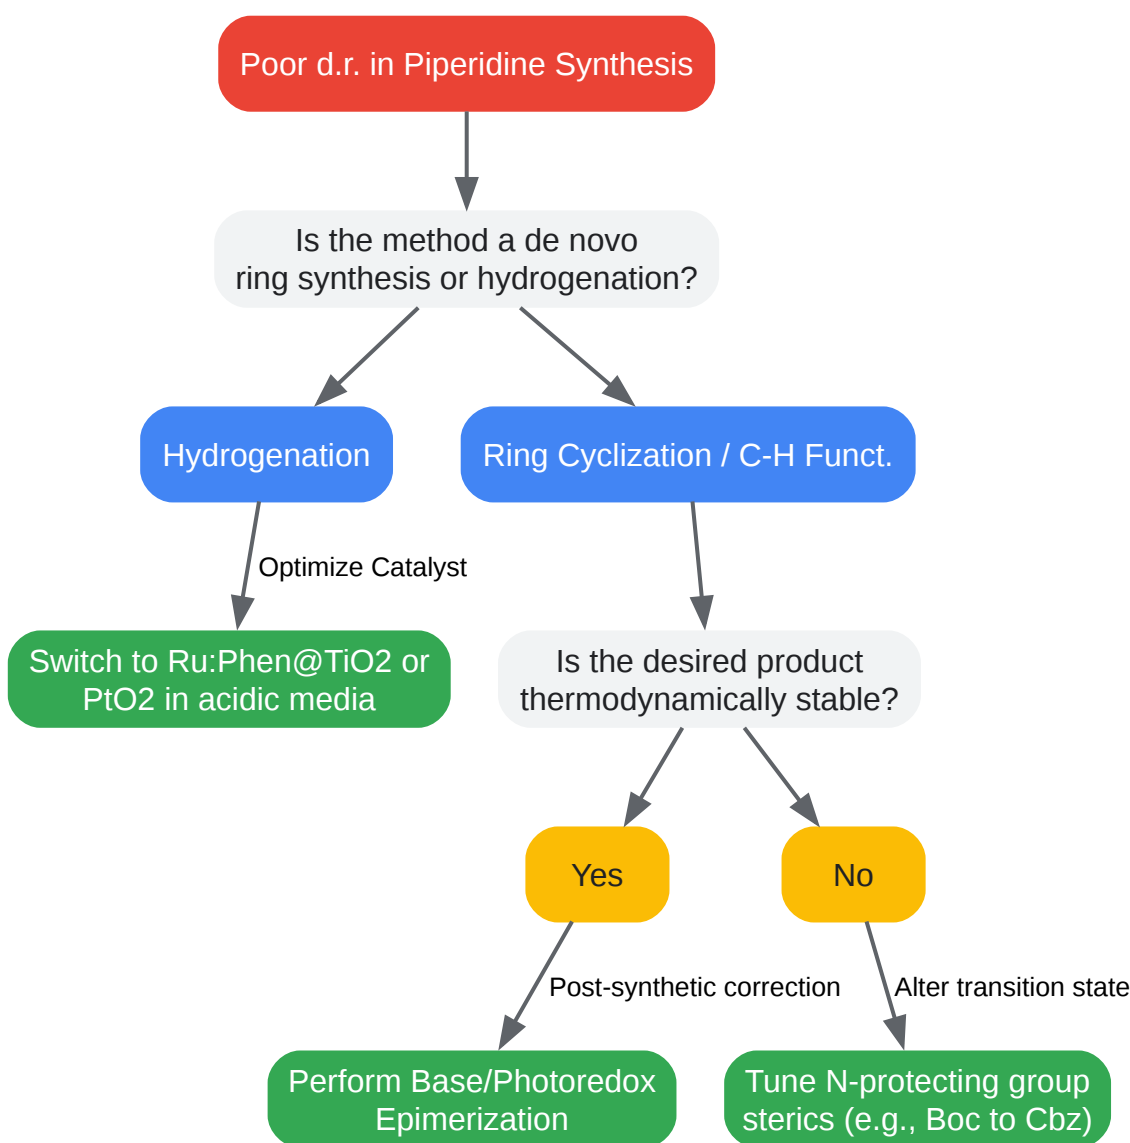 Poor d.r. in Piperidine Synthesis
Is the method a de novo
ring synthesis or hydrogenation?
Hydrogenation
Ring Cyclization / C-H Funct.
Optimize Catalyst
Switch to Ru:Phen@TiO2 or
PtO2 in acidic media
Is the desired product
thermodynamically stable?
Yes
No
Post-synthetic correction
Alter transition state
Perform Base/Photoredox
Epimerization
Tune N-protecting group
sterics (e.g., Boc to Cbz)